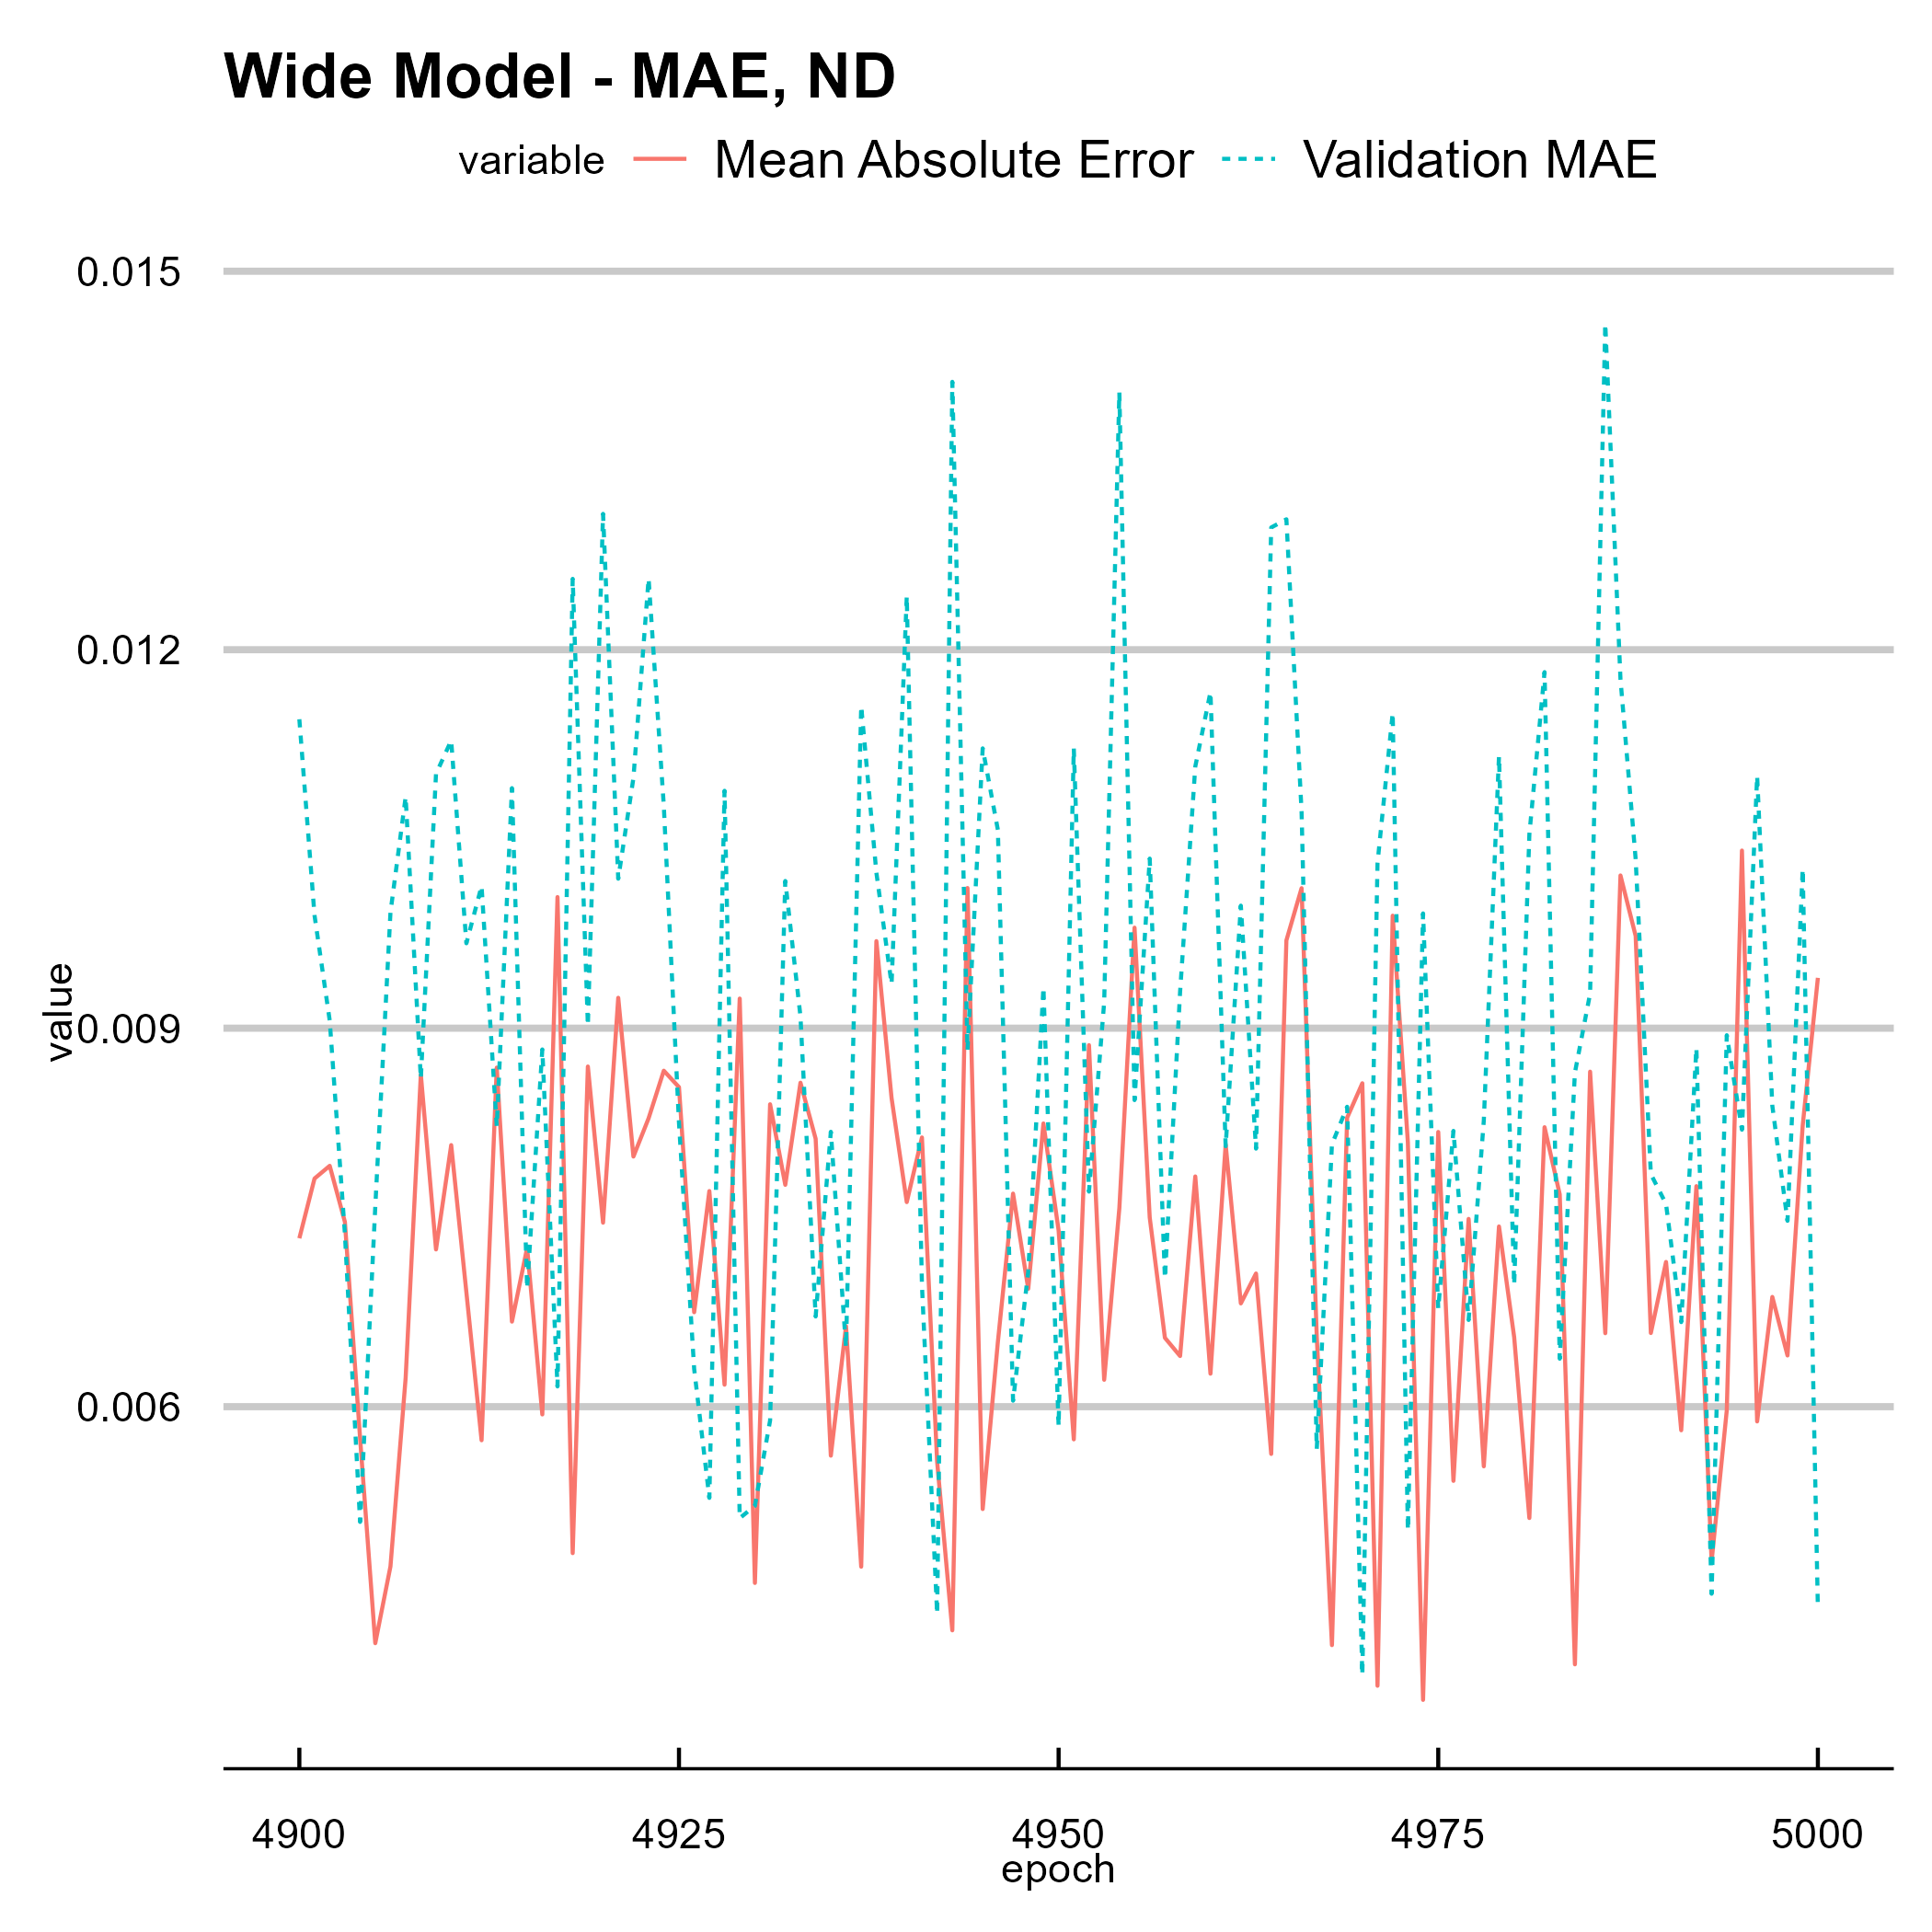 Wide Model - MAE, ND
variable Mean Absolute Error Validation MAE
0.015
0.012
0.009
0.006
value
4900 4925 4950 4975 5000
epoch